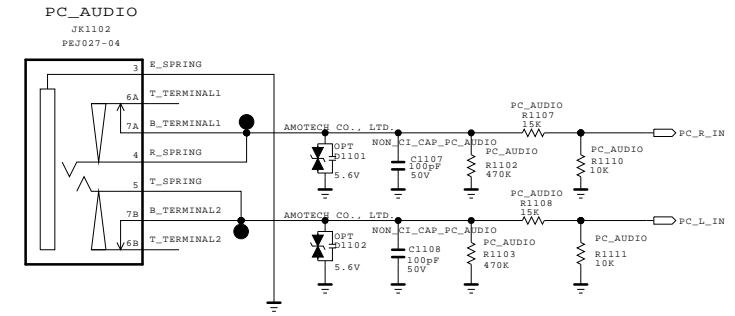 PC_AUDIO
JK1102
PEJ027-04
3 E_SPRING
6A T_TERMINAL1
7A B_TERMINAL1
4 R_SPRING
5 T_SPRING
7B B_TERMINAL2
6B T_TERMINAL2
AMOTECH CO., LTD.
OPT
D1101
5.6V
NON_CI_CAP_PC_AUDIO
C1107
100pF
50V
PC_AUDIO
R1102
470K
PC_AUDIO
R1107
15K
PC_AUDIO
R1110
10K
PC_R_IN
AMOTECH CO., LTD.
OPT
D1102
5.6V
NON_CI_CAP_PC_AUDIO
C1108
100pF
50V
PC_AUDIO
R1103
470K
PC_AUDIO
R1108
15K
PC_AUDIO
R1111
10K
PC_L_IN